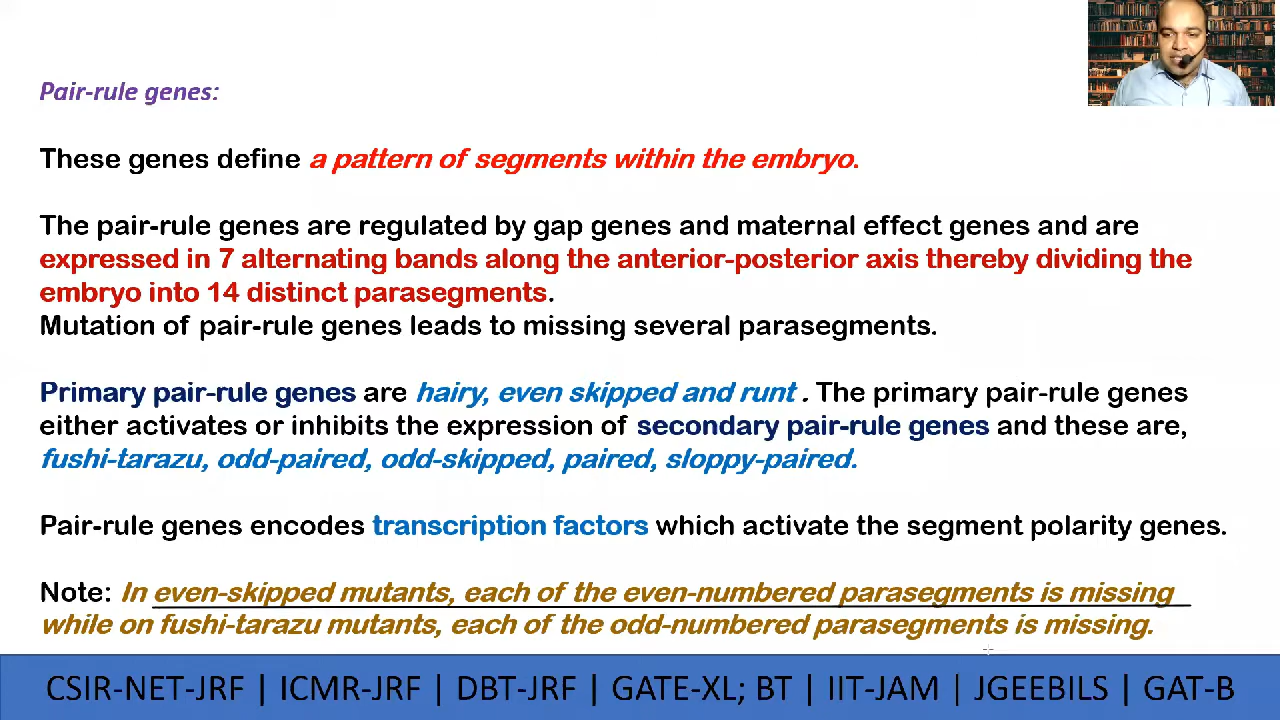 Pair-rule genes:
These genes define a pattern of segments within the embryo.
The pair-rule genes are regulated by gap genes and maternal effect genes and are
expressed in 7 alternating bands along the anterior-posterior axis thereby dividing the
embryo into 14 distinct parasegments.
Mutation of pair-rule genes leads to missing several parasegments.
Primary pair-rule genes are hairy, even skipped and runt . The primary pair-rule genes
either activates or inhibits the expression of secondary pair-rule genes and these are,
fushi-tarazu, odd-paired, odd-skipped, paired, sloppy-paired.
Pair-rule genes encodes transcription factors which activate the segment polarity genes.
Note: In even-skipped mutants, each of the even-numbered parasegments is missing
while on fushi-tarazu mutants, each of the odd-numbered parasegments is missing.
CSIR-NET-JRF | ICMR-JRF | DBT-JRF | GATE-XL; BT | IIT-JAM | JGEEBILS | GAT-B